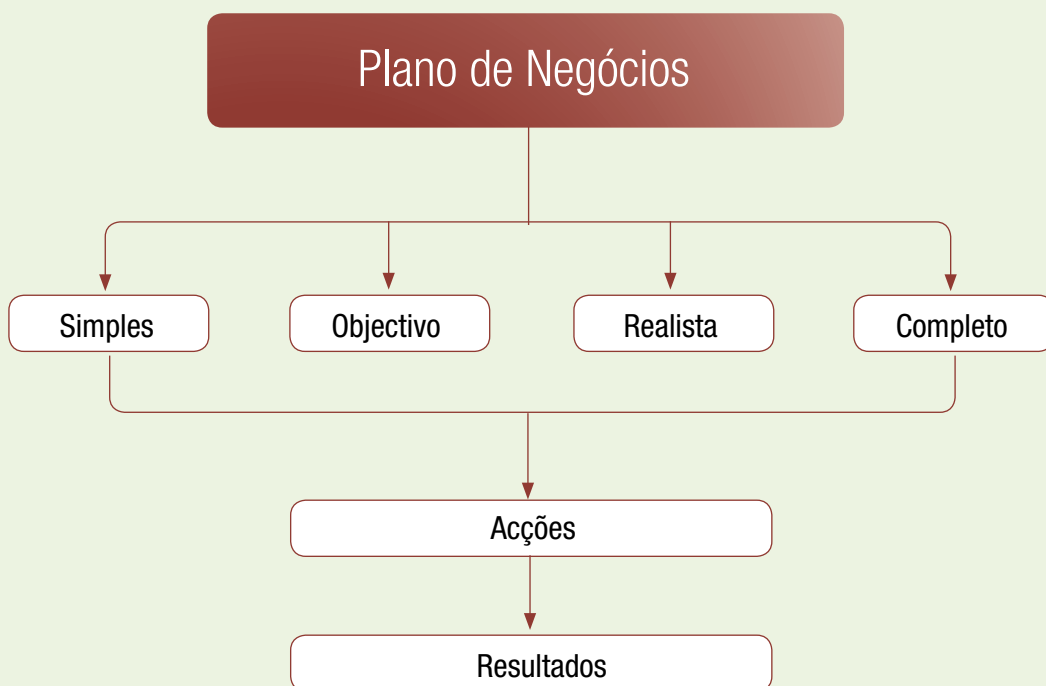 Plano de Negócios
Simples
Objectivo
Realista
Completo
Acções
Resultados